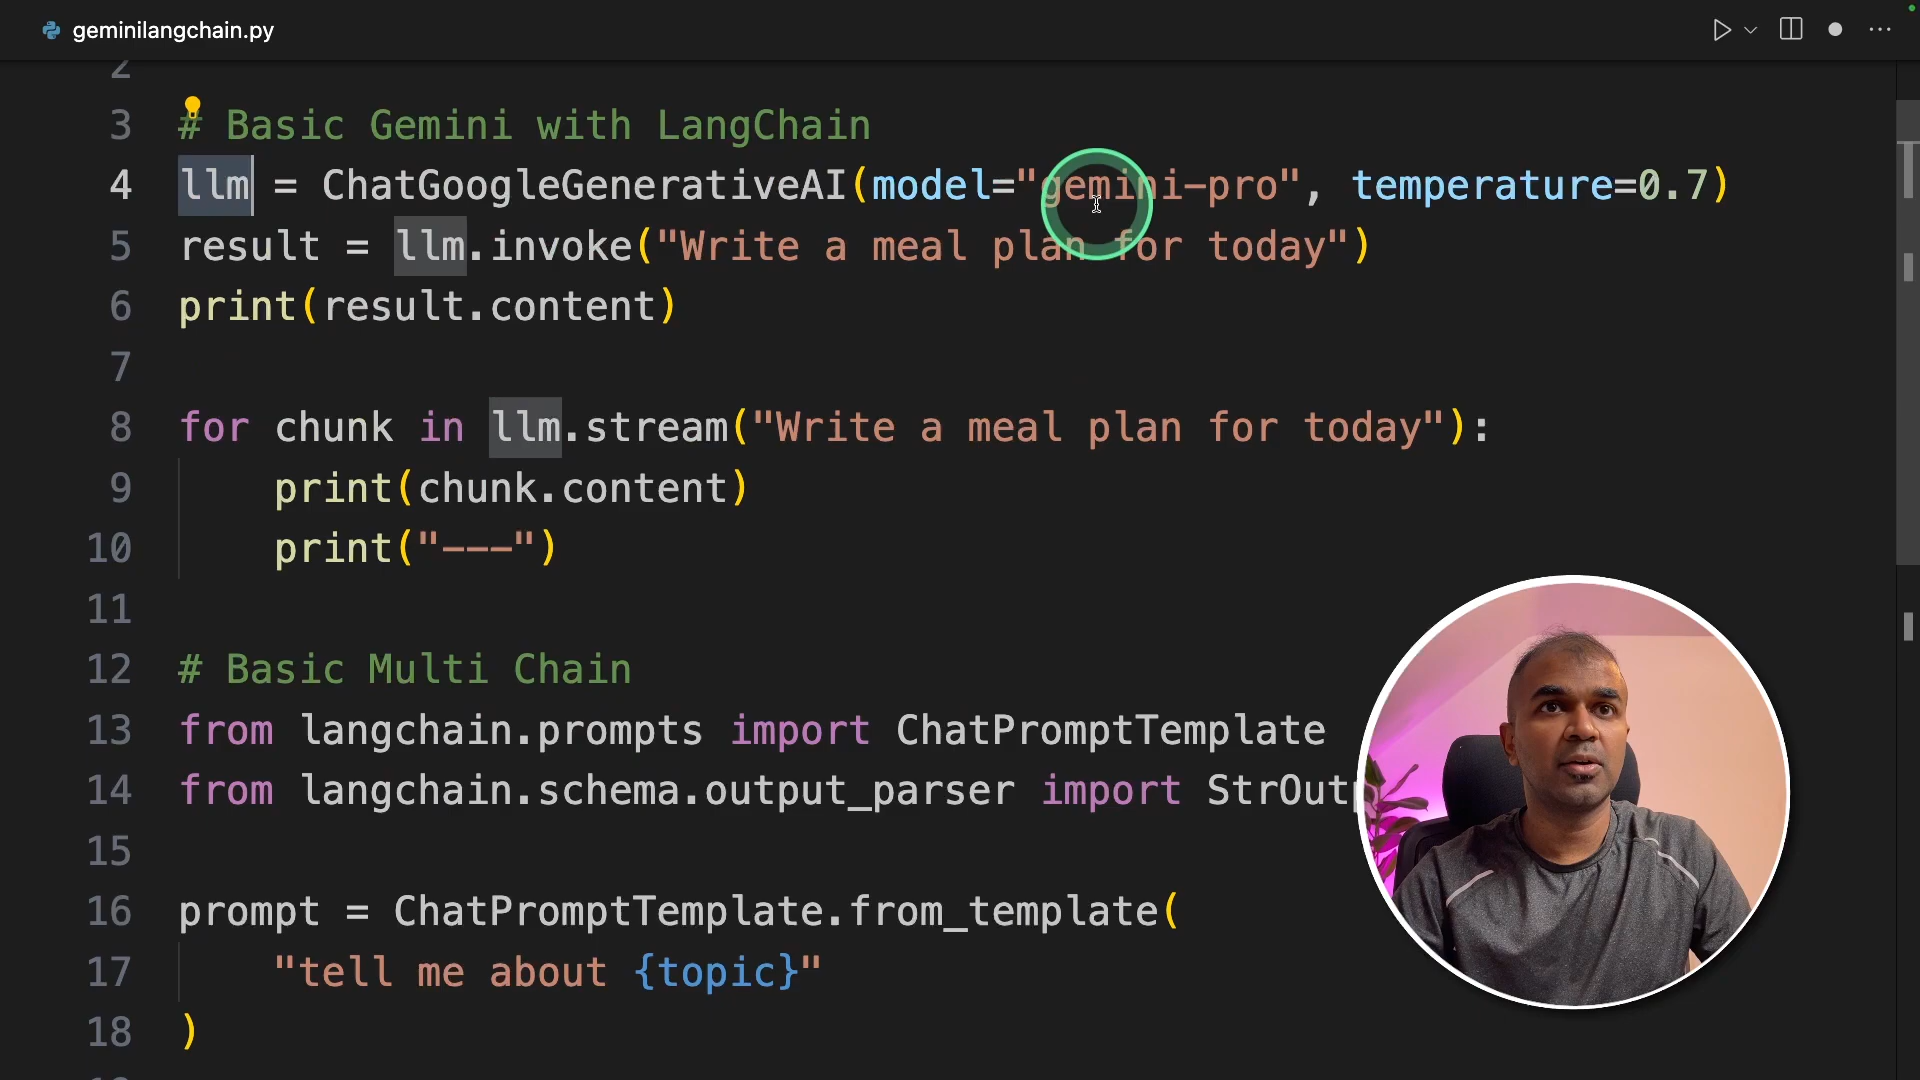 geminilangchain.py
2
3 # Basic Gemini with LangChain
4 llm = ChatGoogleGenerativeAI(model="gemini-pro", temperature=0.7)
5 result = llm.invoke("Write a meal plan for today")
6 print(result.content)
7
8 for chunk in llm.stream("Write a meal plan for today"):
9     print(chunk.content)
10     print("---")
11
12 # Basic Multi Chain
13 from langchain.prompts import ChatPromptTemplate
14 from langchain.schema.output_parser import StrOutp
15
16 prompt = ChatPromptTemplate.from_template(
17     "tell me about {topic}"
18 )